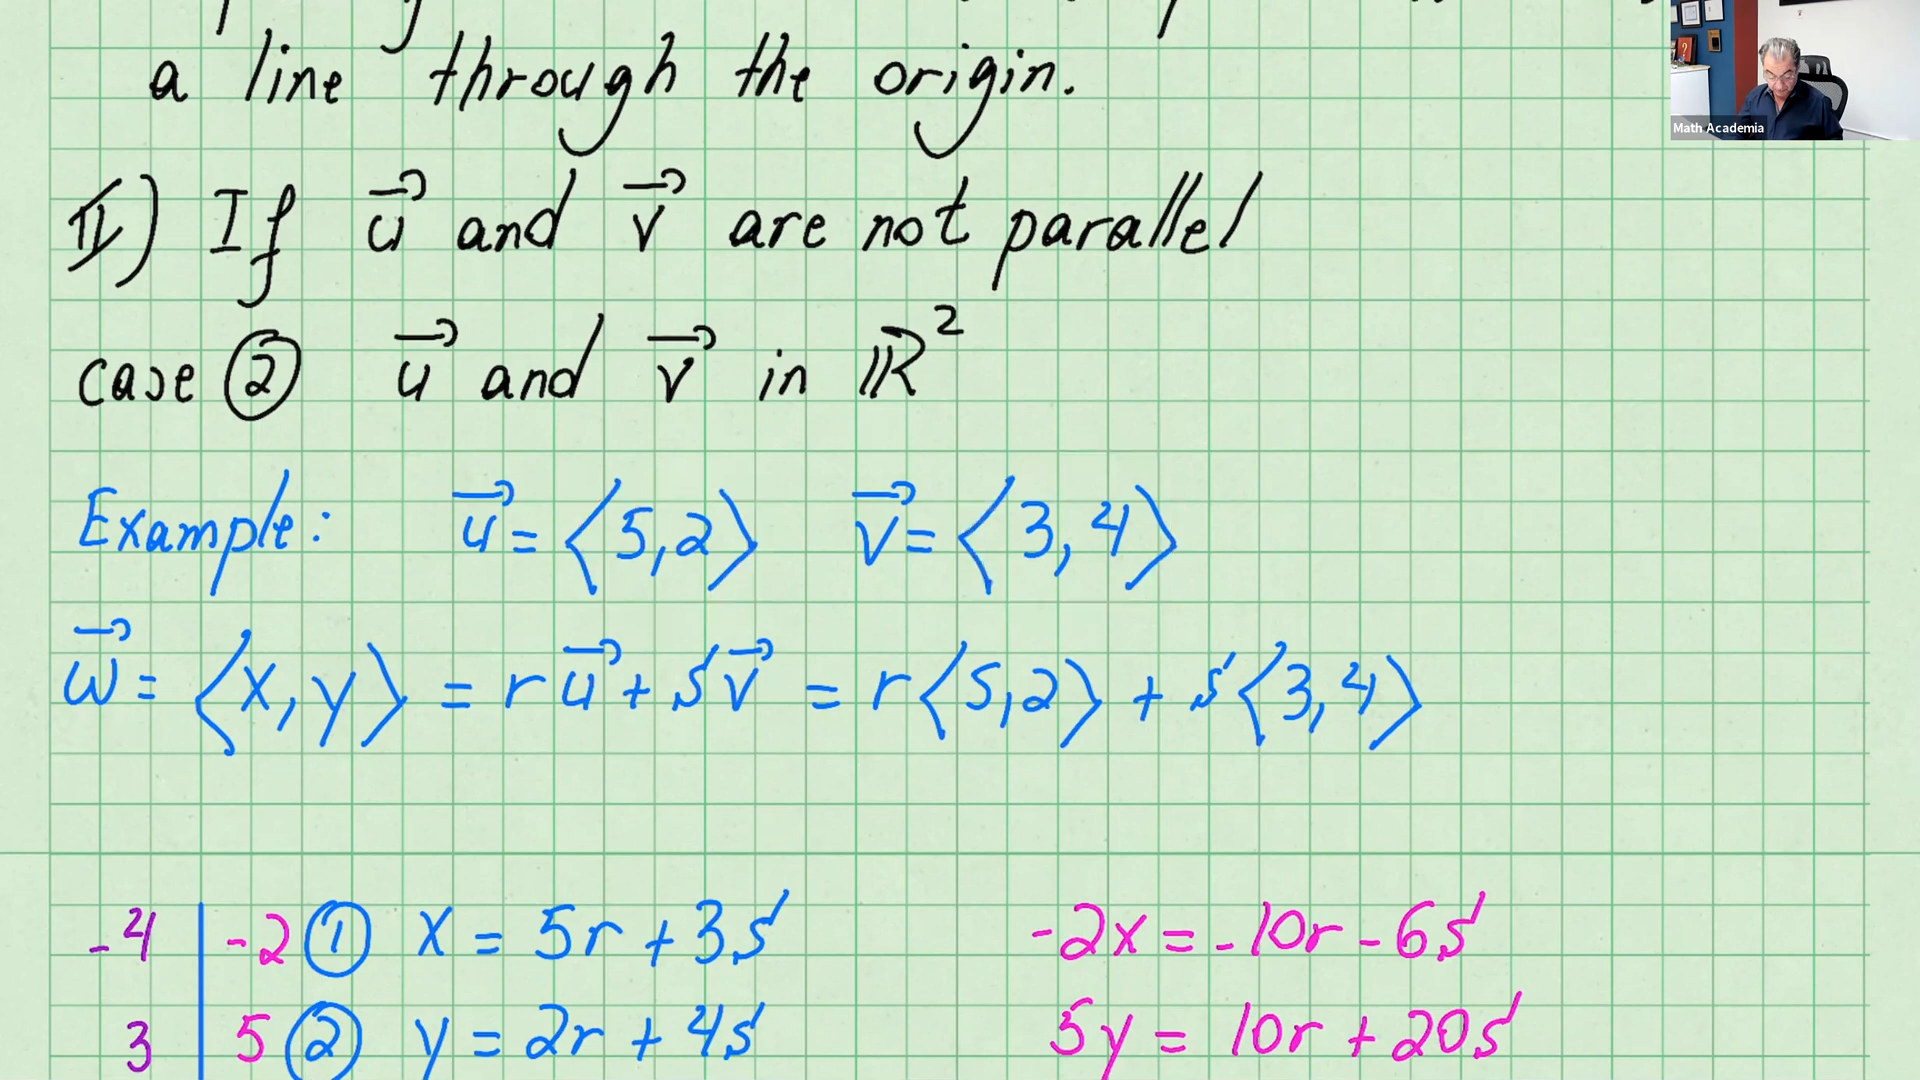 a line through the origin.
Math Academia
II) If u⃗ and v⃗ are not parallel
case ② u⃗ and v⃗ in ℝ²
Example: u⃗ = ⟨5,2⟩ v⃗ = ⟨3,4⟩
w⃗ = ⟨x,y⟩ = r u⃗ + s v⃗ = r⟨5,2⟩ + s⟨3,4⟩
-4 | -2 ① x = 5r + 3s -2x = -10r - 6s
3 | 5 ② y = 2r + 4s 5y = 10r + 20s